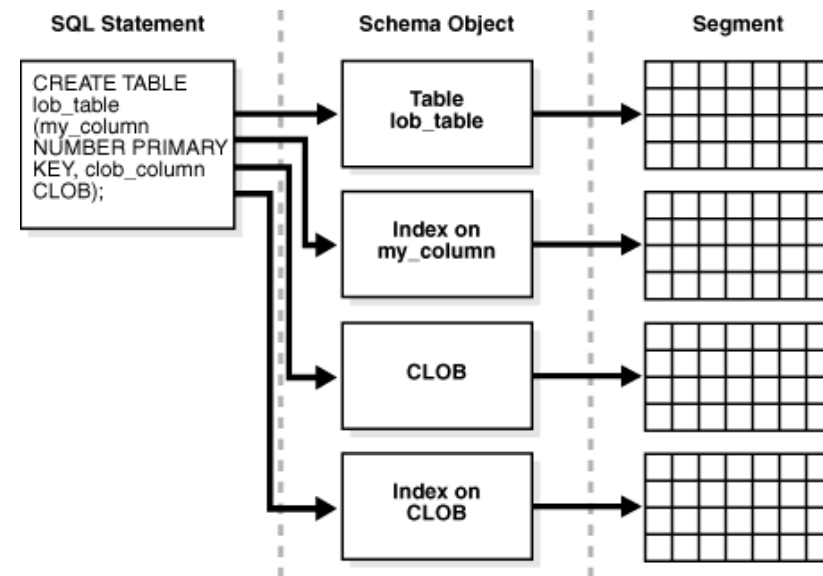 SQL Statement
Schema Object
Segment
CREATE TABLE
lob_table
(my_column
NUMBER PRIMARY
KEY, clob_column
CLOB);
Table
lob_table
Index on
my_column
CLOB
Index on
CLOB